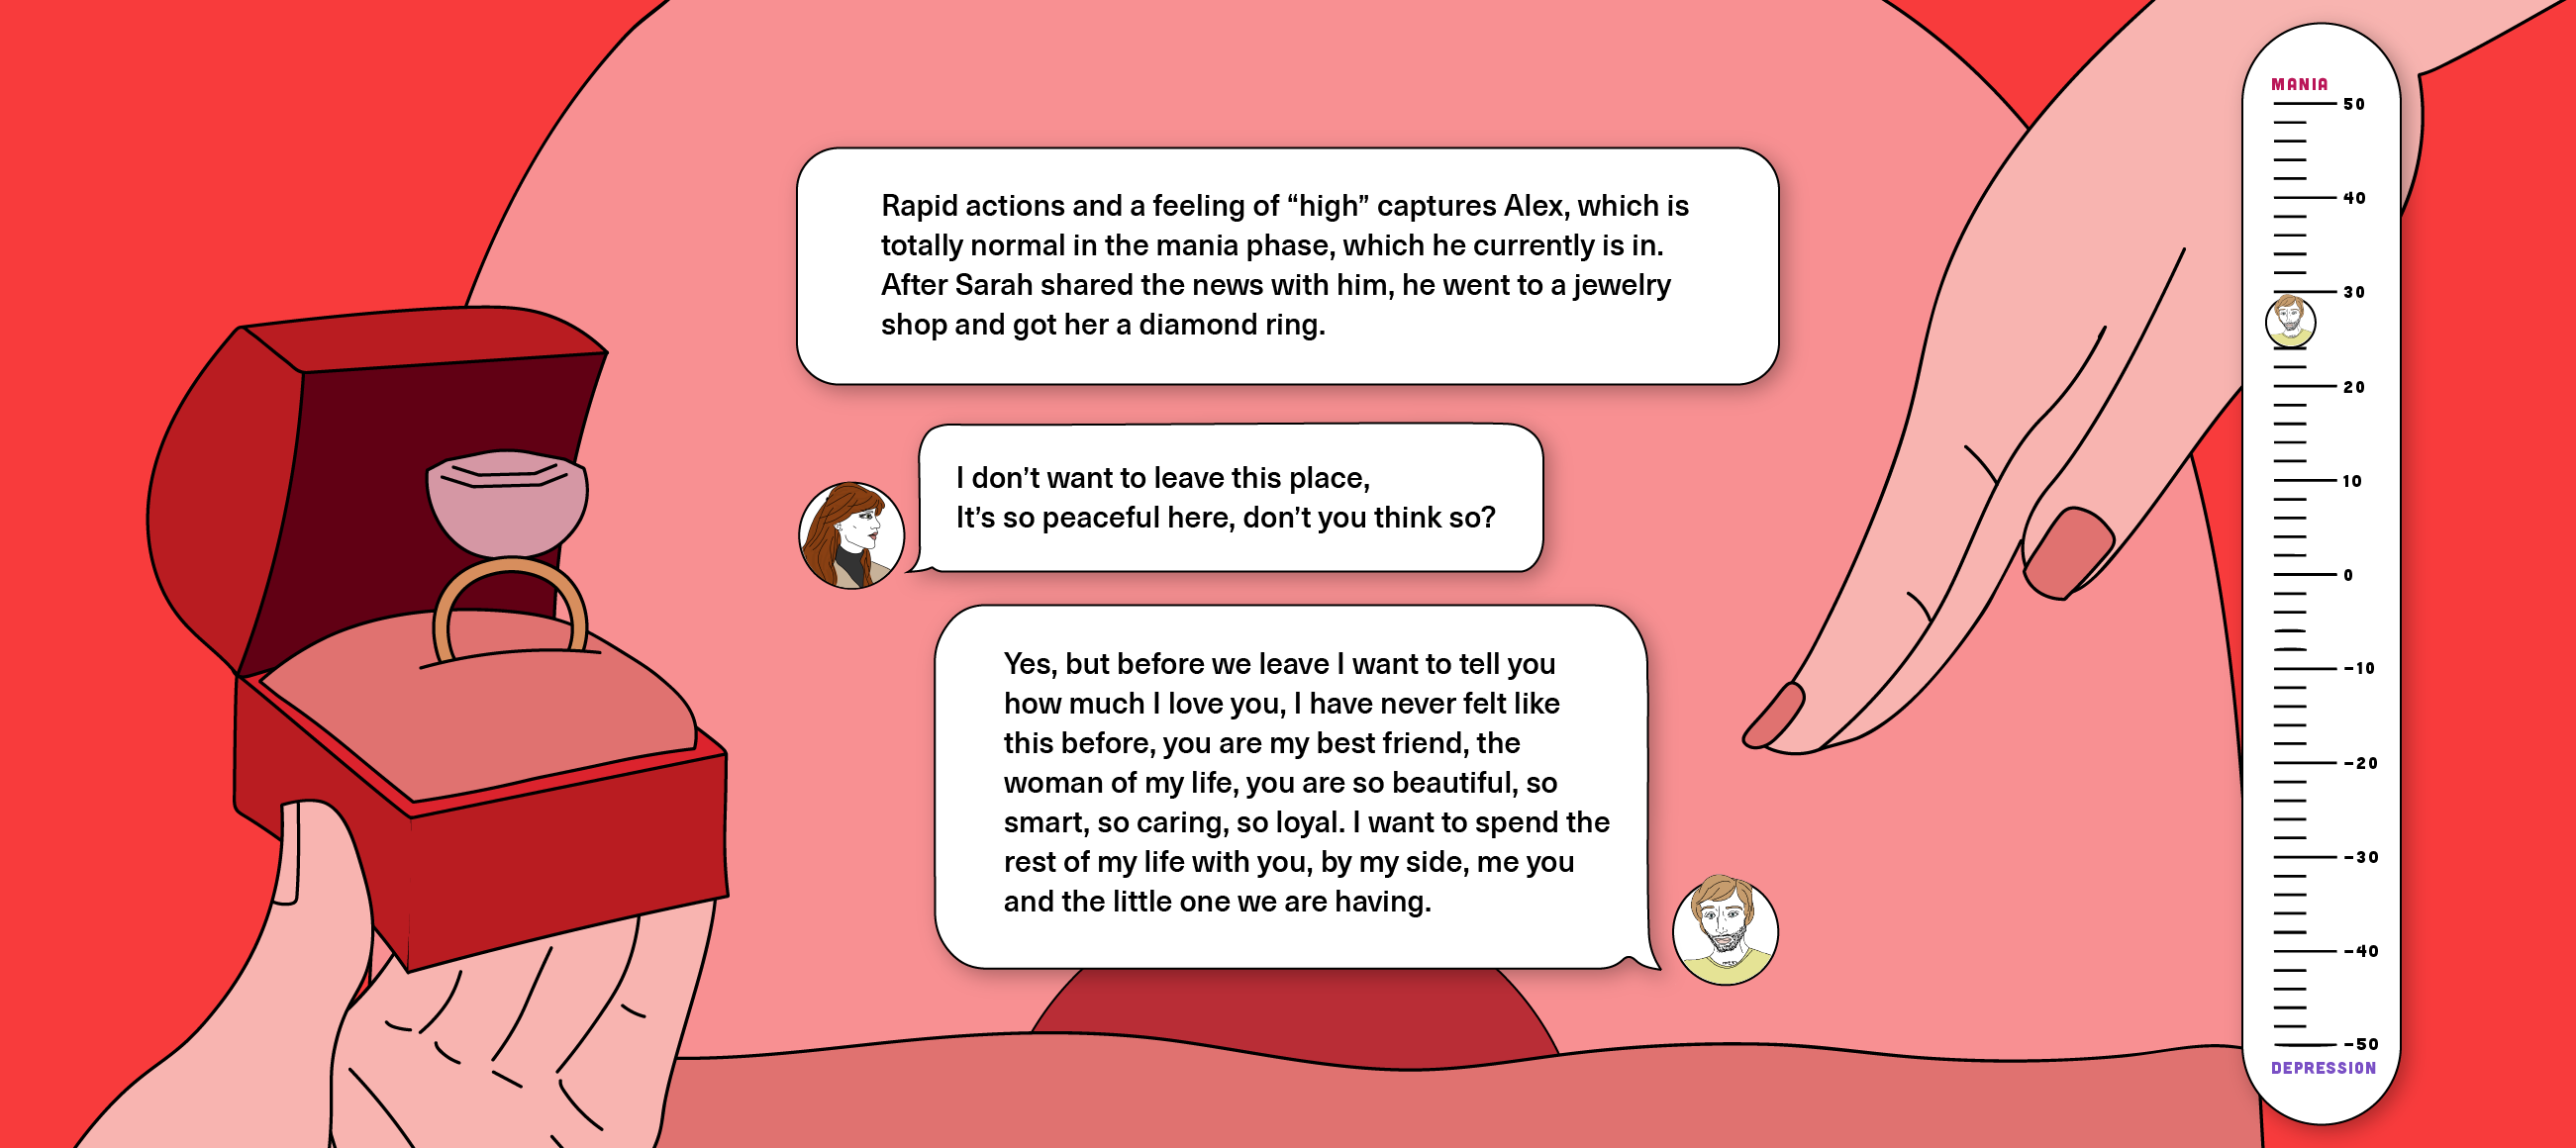 Rapid actions and a feeling of “high” captures Alex, which is
totally normal in the mania phase, which he currently is in.
After Sarah shared the news with him, he went to a jewelry
shop and got her a diamond ring.
I don’t want to leave this place,
It’s so peaceful here, don’t you think so?
Yes, but before we leave I want to tell you
how much I love you, I have never felt like
this before, you are my best friend, the
woman of my life, you are so beautiful, so
smart, so caring, so loyal. I want to spend the
rest of my life with you, by my side, me you
and the little one we are having.
MANIA
50
40
30
20
10
0
-10
-20
-30
-40
-50
DEPRESSION